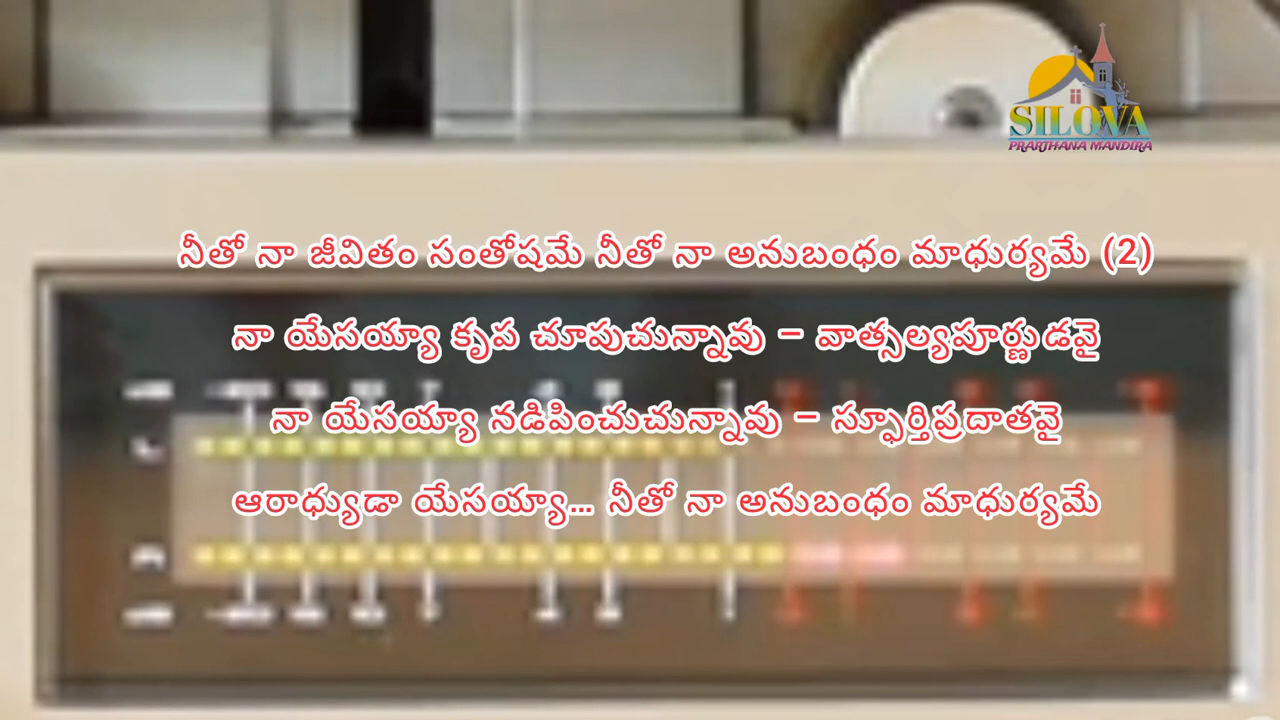 SILOVA
PRARTHANA MANDIRA
నీతో నా జీవితం సంతోషమే నీతో నా అనుబంధం మాధుర్యమే (2)
నా యేసయ్యా కృప చూపుచున్నావు – వాత్సల్యపూర్ణుడవై
నా యేసయ్యా నడిపించుచున్నావు – స్ఫూర్తిప్రదాతవై
ఆరాధ్యుడా యేసయ్యా... నీతో నా అనుబంధం మాధుర్యమే